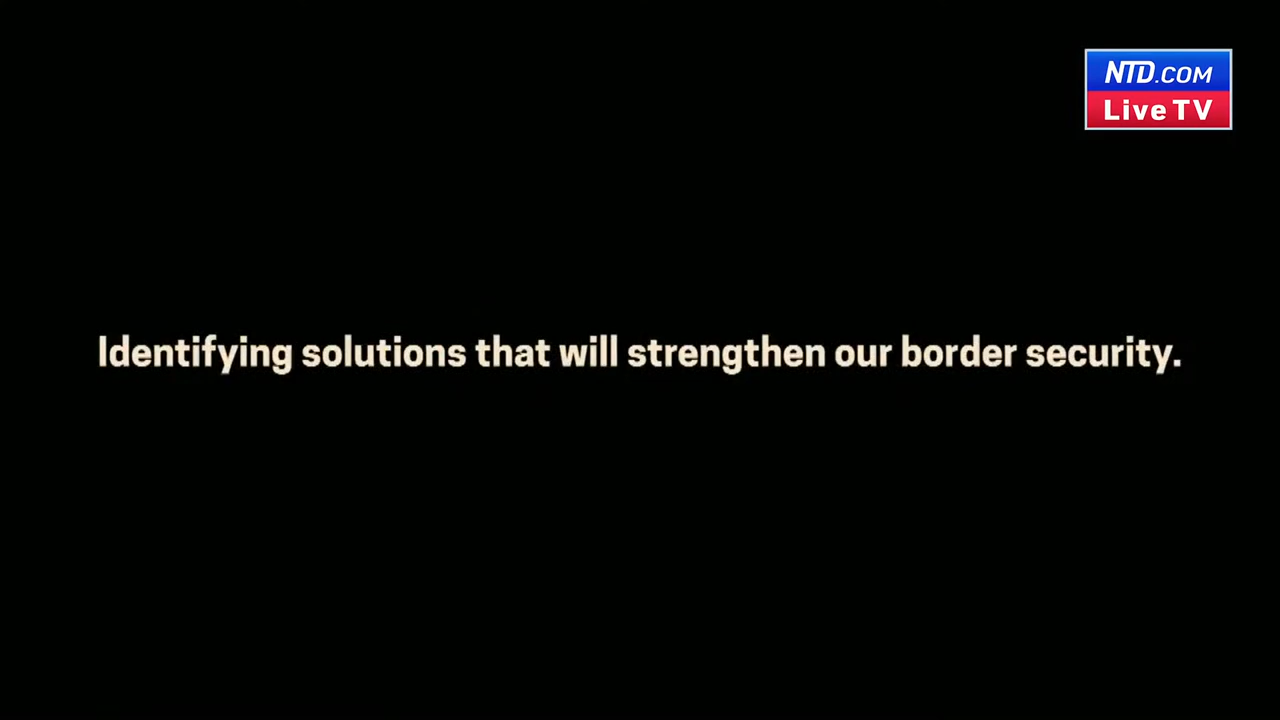 NTD.COM
Live TV
Identifying solutions that will strengthen our border security.